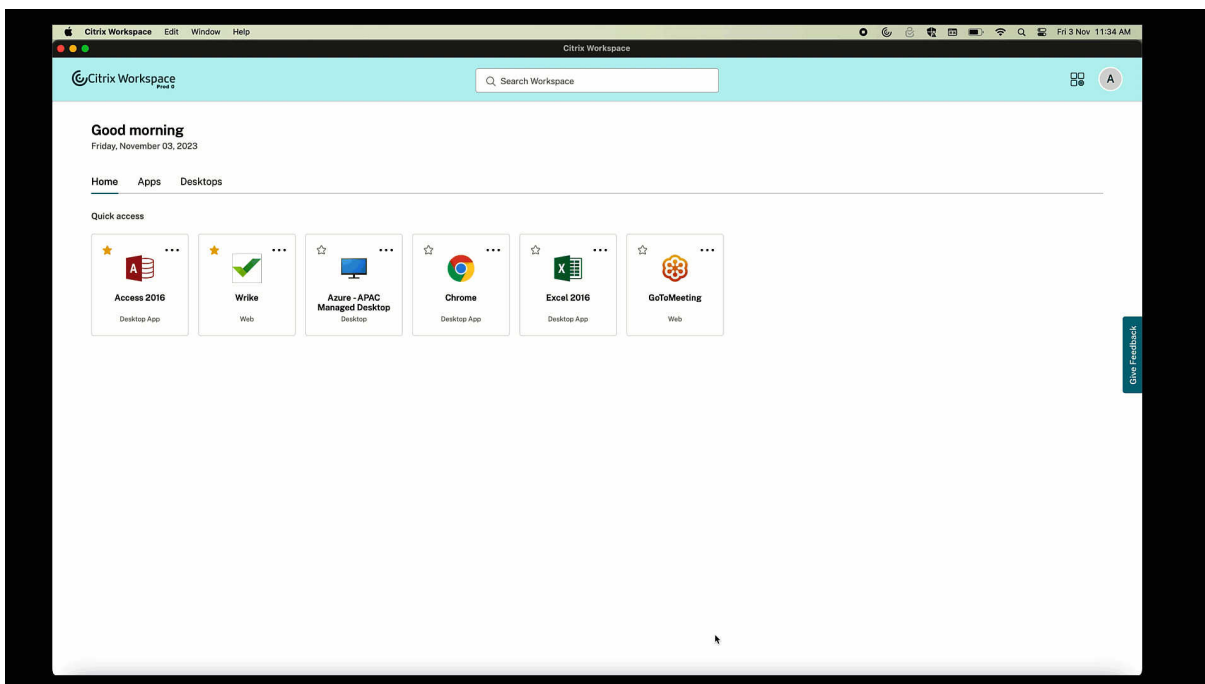 Citrix Workspace Edit Window Help Fri 3 Nov 11:34 AM
Citrix Workspace
Citrix Workspace
Prod G
Search Workspace
A
Good morning
Friday, November 03, 2023
Home Apps Desktops
Quick access
Access 2016
Desktop App
Wrike
Web
Azure - APAC
Managed Desktop
Desktop
Chrome
Desktop App
Excel 2016
Desktop App
GoToMeeting
Web
Give Feedback